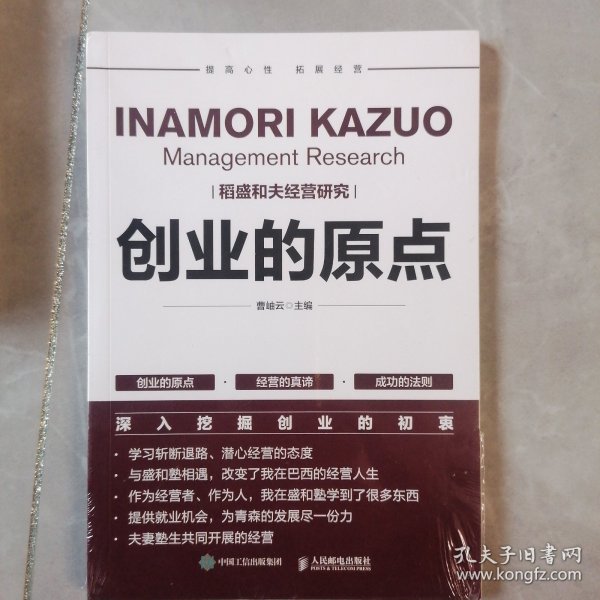 提高心性 拓展经营
INAMORI KAZUO
Management Research
稻盛和夫经营研究
创业的原点
曹岫云◎主编
创业的原点 · 经营的真谛 · 成功的法则
深入挖掘创业的初衷
· 学习斩断退路、潜心经营的态度
· 与盛和塾相遇，改变了我在巴西的经营人生
· 作为经营者、作为人，我在盛和塾学到了很多东西
· 提供就业机会，为青森的发展尽一份力
· 夫妻塾生共同开展的经营
中国工信出版集团 人民邮电出版社
POSTS & TELECOM PRESS
孔夫子旧书网
www.kongfz.com